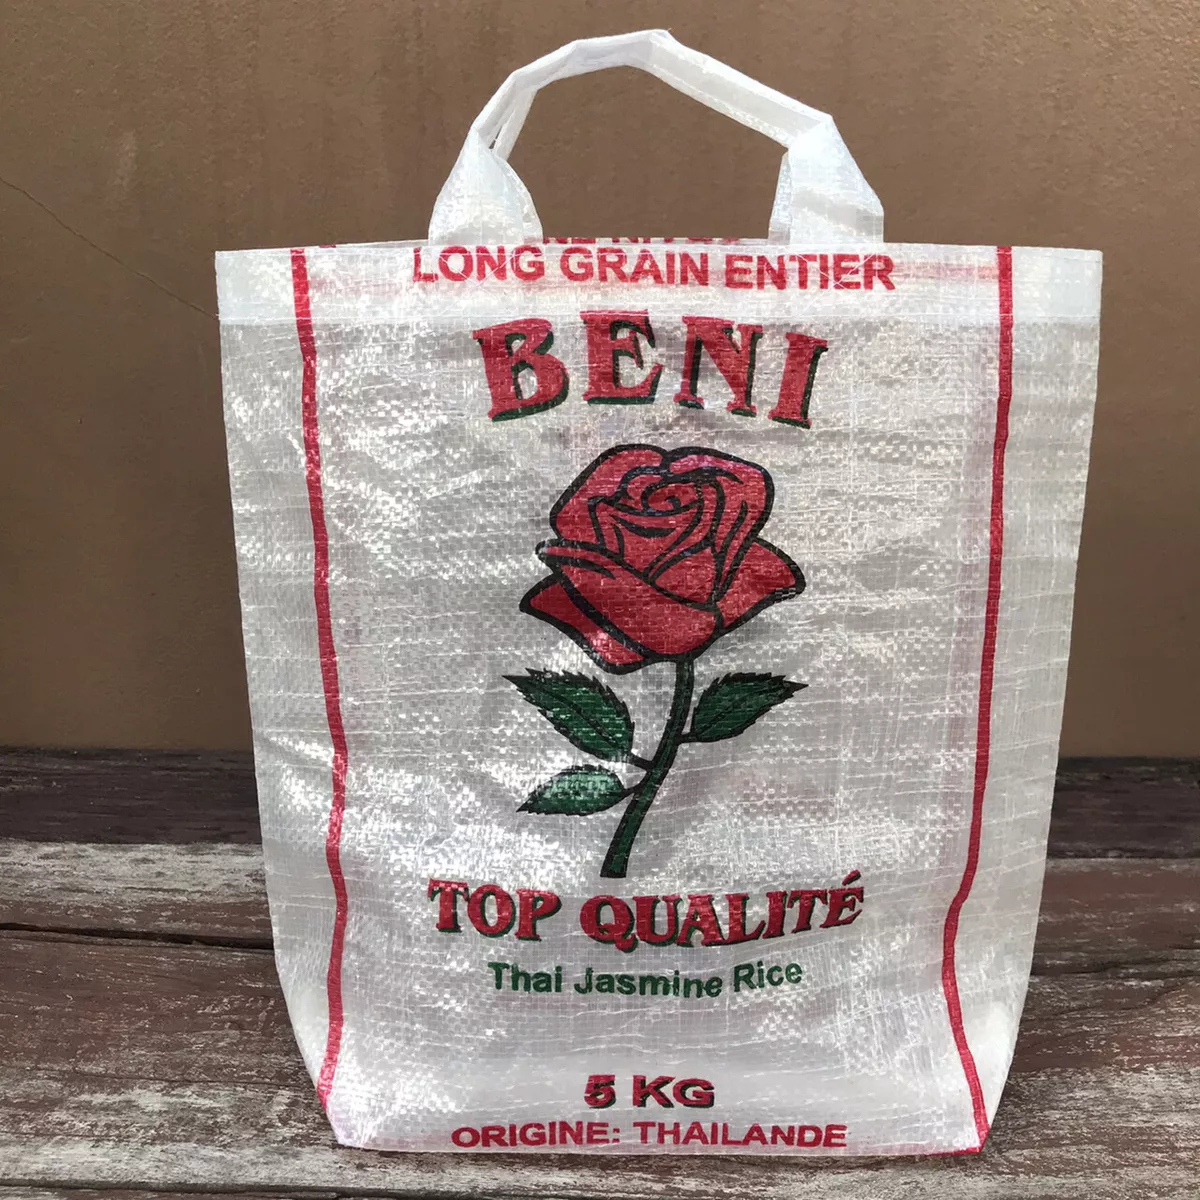 LONG GRAIN ENTIER
BENI
TOP QUALITÉ
Thai Jasmine Rice
5 KG
ORIGINE: THAILANDE